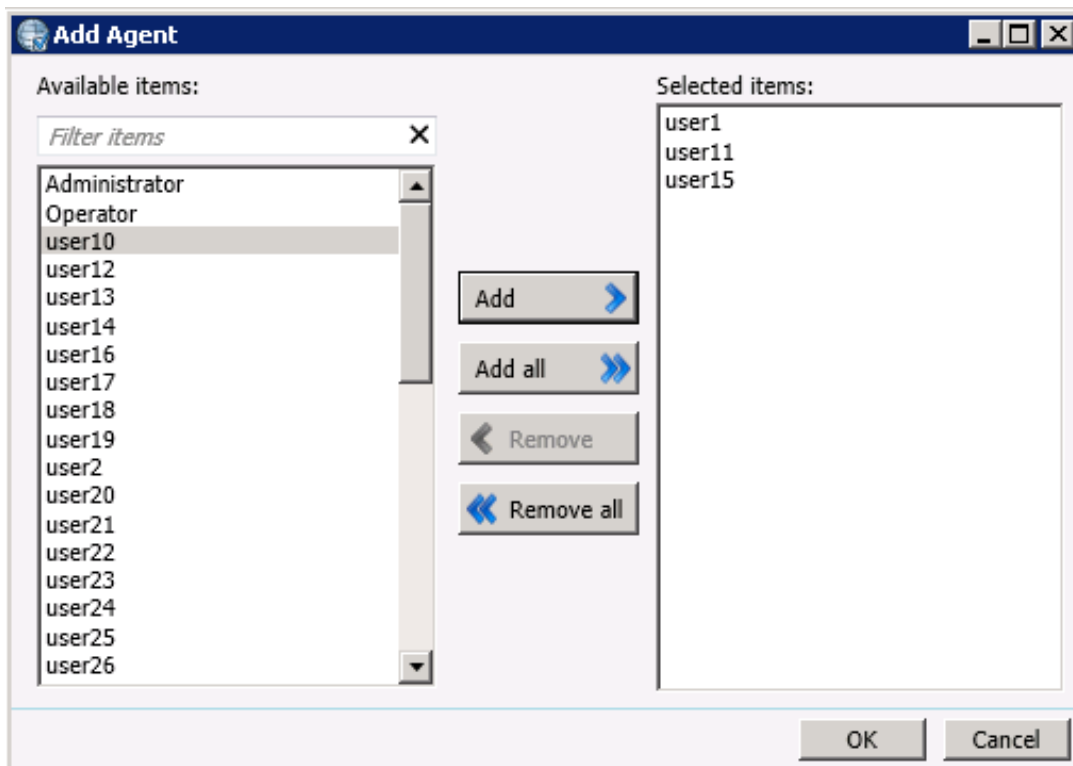 Add Agent
Available items:
Filter items
Administrator
Operator
user10
user12
user13
user14
user16
user17
user18
user19
user2
user20
user21
user22
user23
user24
user25
user26
Add
Add all
Remove
Remove all
Selected items:
user1
user11
user15
OK
Cancel